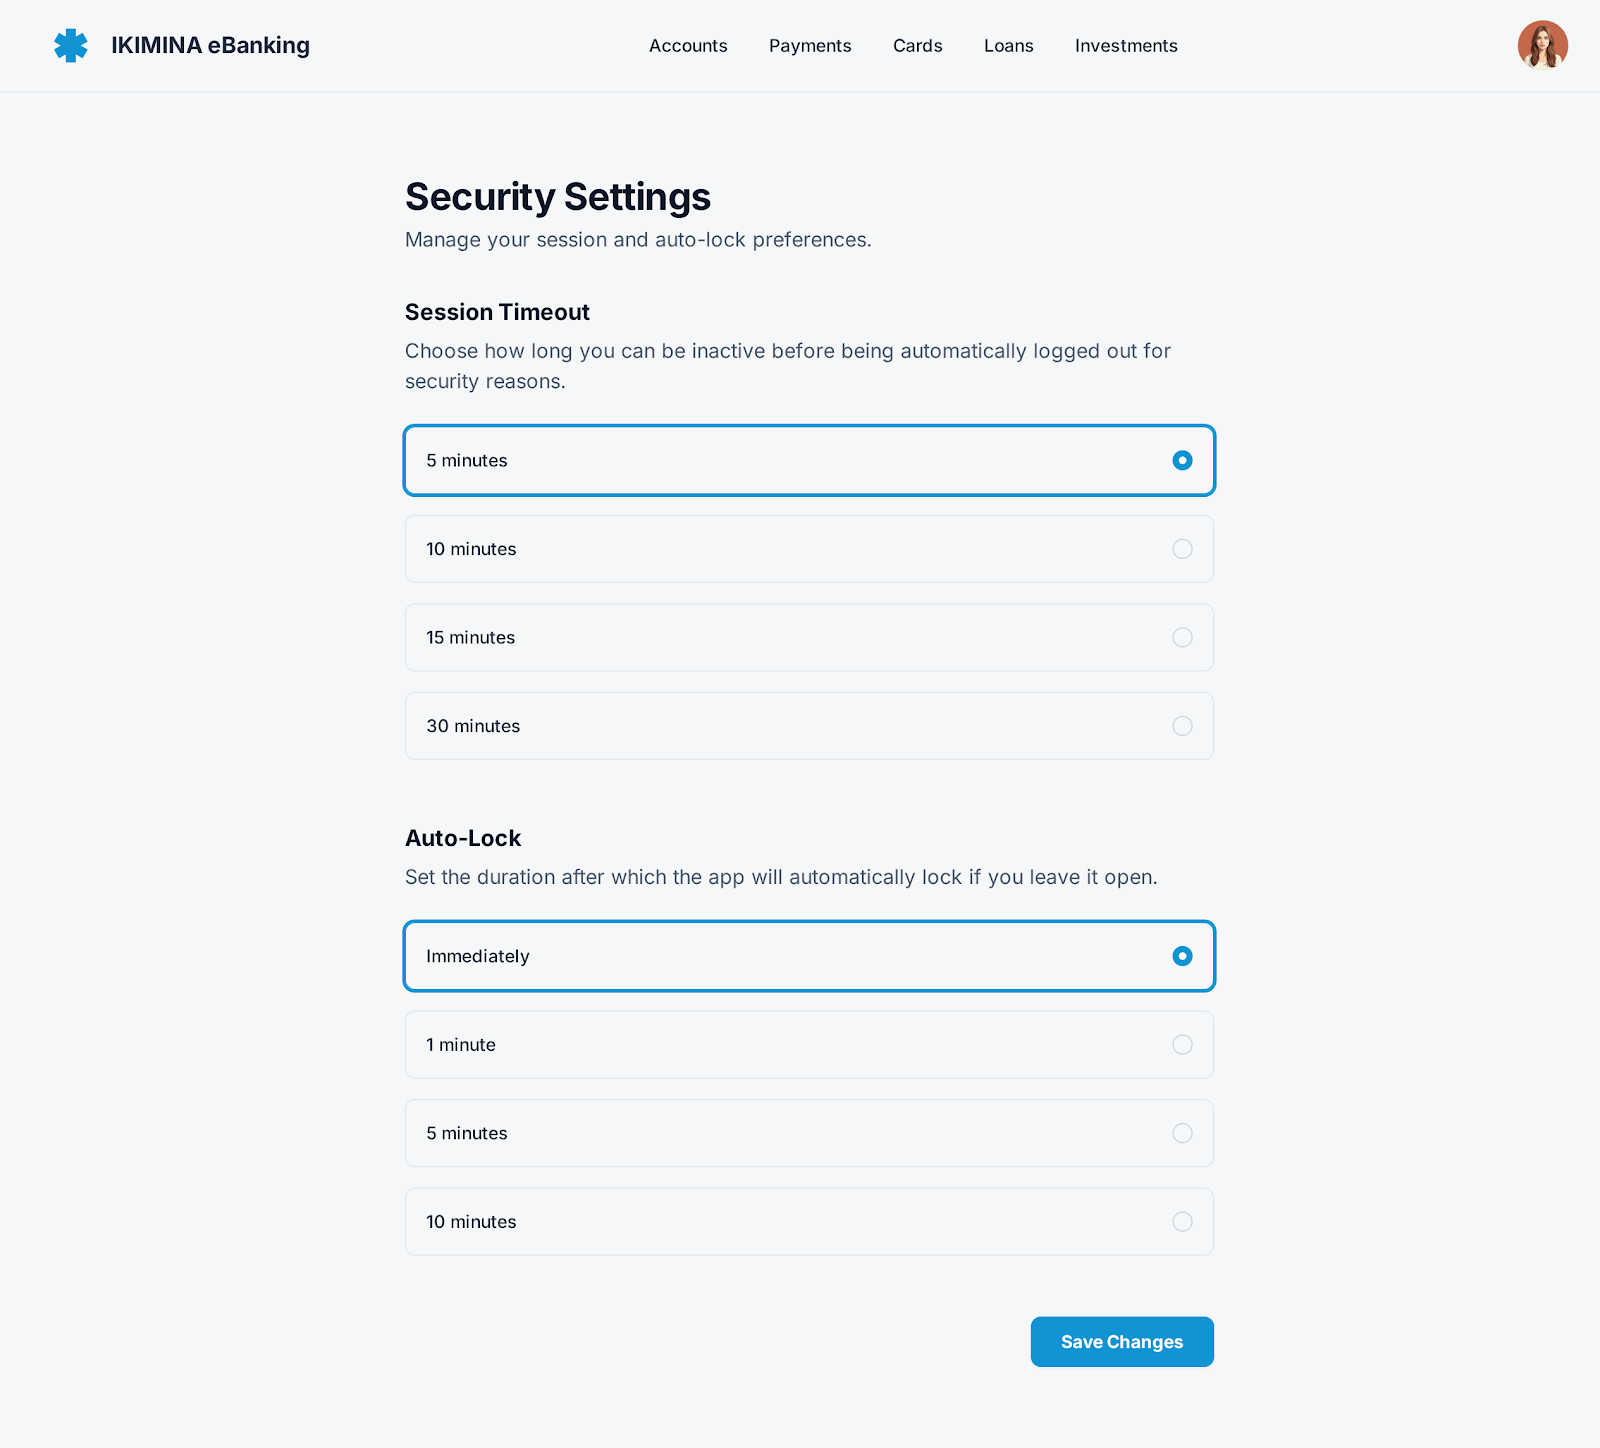 IKIMINA eBanking
Accounts
Payments
Cards
Loans
Investments
Security Settings
Manage your session and auto-lock preferences.
Session Timeout
Choose how long you can be inactive before being automatically logged out for
security reasons.
5 minutes
10 minutes
15 minutes
30 minutes
Auto-Lock
Set the duration after which the app will automatically lock if you leave it open.
Immediately
1 minute
5 minutes
10 minutes
Save Changes